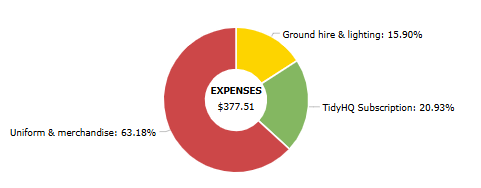 Ground hire & lighting: 15.90%
EXPENSES
$377.51
TidyHQ Subscription: 20.93%
Uniform & merchandise: 63.18%